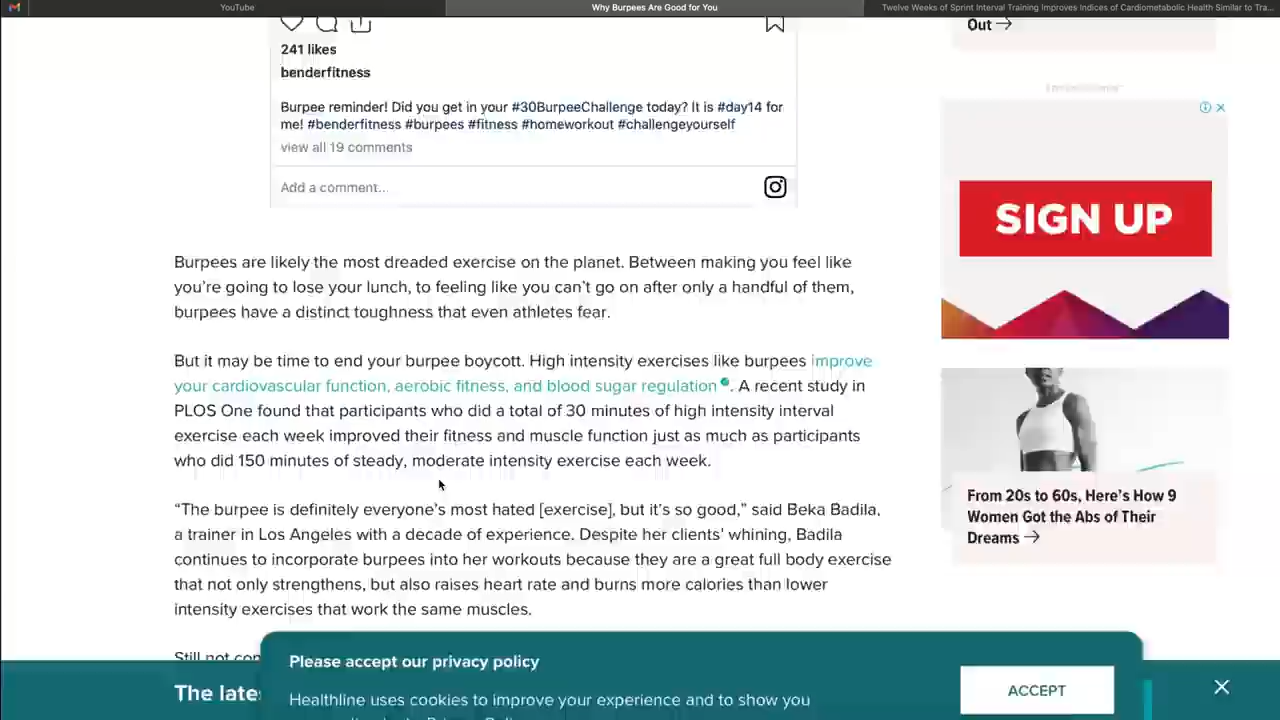 YouTube
Why Burpees Are Good for You
Twelve Weeks of Sprint Interval Training Improves Indices of Cardiometabolic Health Similar to Tra...
241 likes
benderfitness
Burpee reminder! Did you get in your #30BurpeeChallenge today? It is #day14 for
me! #benderfitness #burpees #fitness #homeworkout #challengeyourself
view all 19 comments
Add a comment...
Burpees are likely the most dreaded exercise on the planet. Between making you feel like
you're going to lose your lunch, to feeling like you can't go on after only a handful of them,
burpees have a distinct toughness that even athletes fear.
But it may be time to end your burpee boycott. High intensity exercises like burpees improve
your cardiovascular function, aerobic fitness, and blood sugar regulation. A recent study in
PLOS One found that participants who did a total of 30 minutes of high intensity interval
exercise each week improved their fitness and muscle function just as much as participants
who did 150 minutes of steady, moderate intensity exercise each week.
“The burpee is definitely everyone's most hated [exercise], but it's so good,” said Beka Badila,
a trainer in Los Angeles with a decade of experience. Despite her clients' whining, Badila
continues to incorporate burpees into her workouts because they are a great full body exercise
that not only strengthens, but also raises heart rate and burns more calories than lower
intensity exercises that work the same muscles.
Still not
The
Please accept our privacy policy
Healthline uses cookies to improve your experience and to show you
ACCEPT
Out →
SIGN UP
From 20s to 60s, Here's How 9
Women Got the Abs of Their
Dreams →